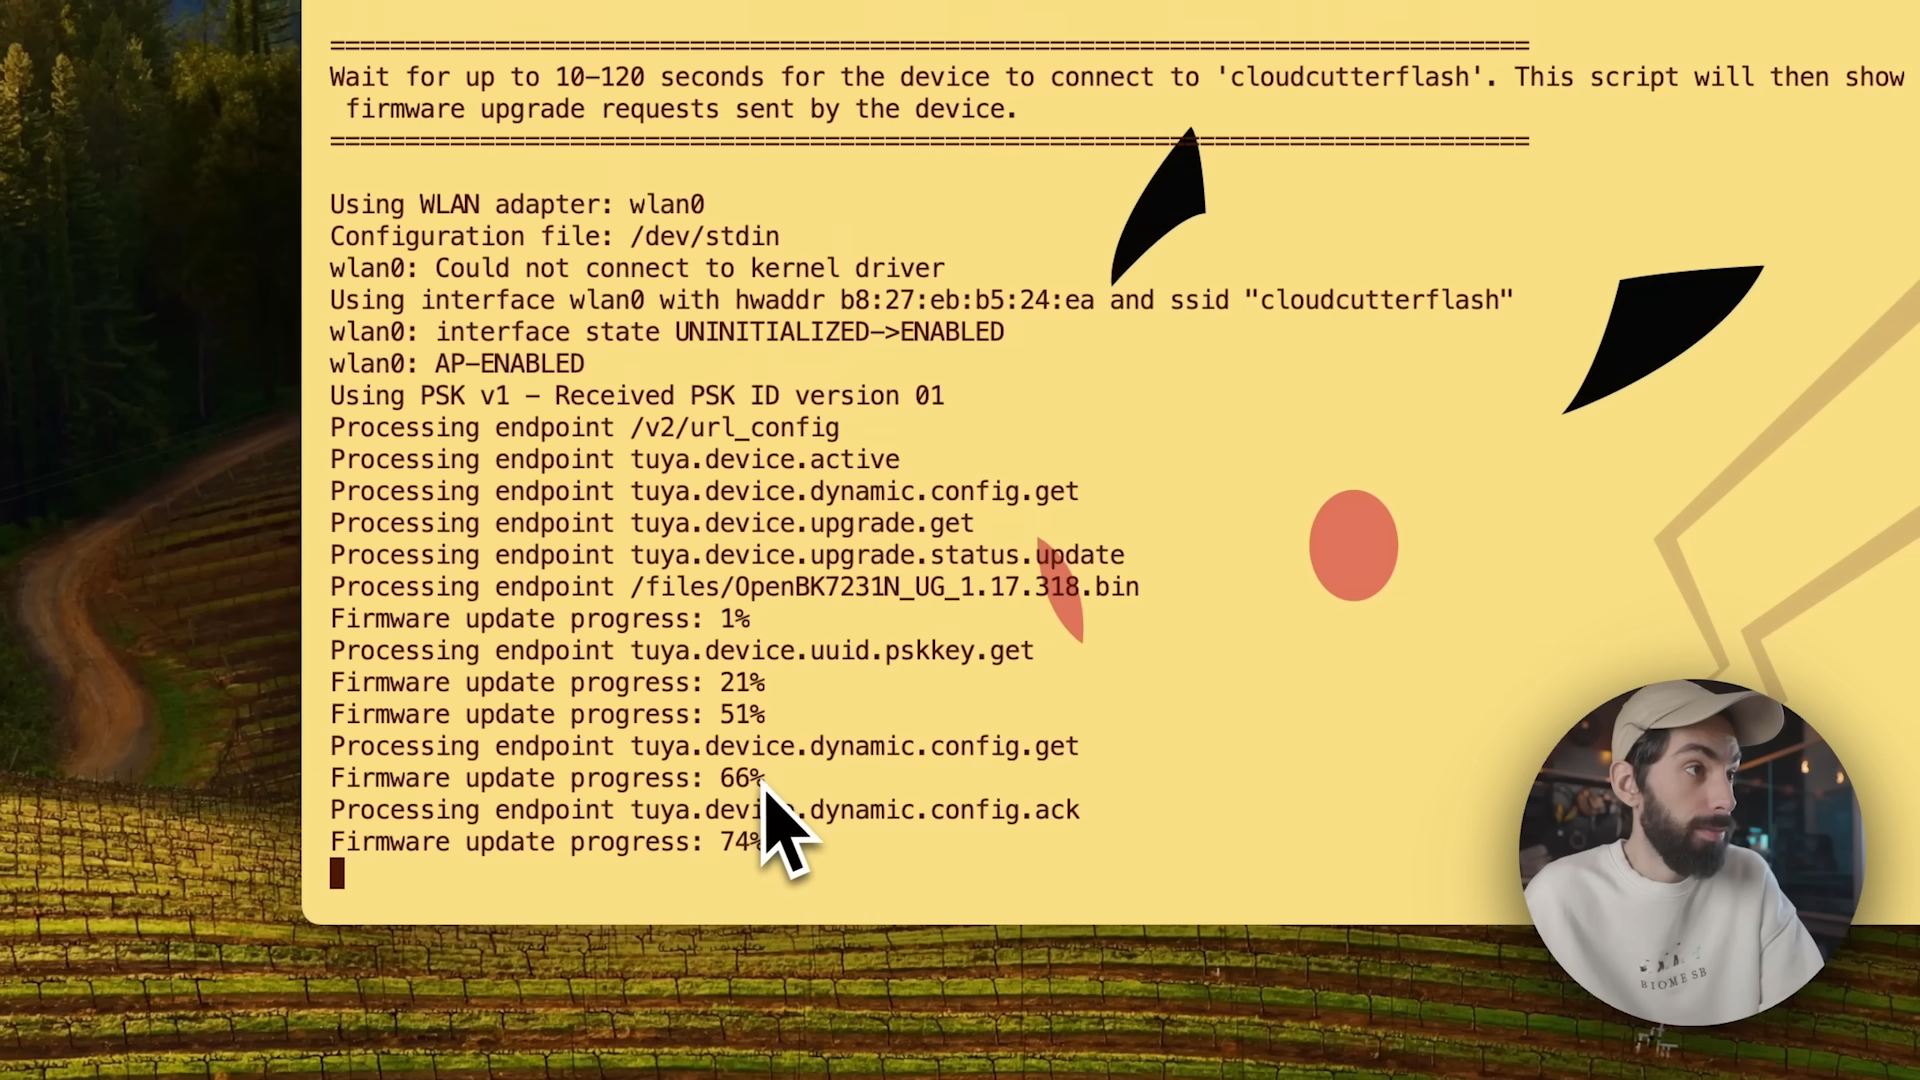 ================================================================================
Wait for up to 10-120 seconds for the device to connect to 'cloudcutterflash'. This script will then show
firmware upgrade requests sent by the device.
================================================================================
Using WLAN adapter: wlan0
Configuration file: /dev/stdin
wlan0: Could not connect to kernel driver
Using interface wlan0 with hwaddr b8:27:eb:b5:24:ea and ssid "cloudcutterflash"
wlan0: interface state UNINITIALIZED->ENABLED
wlan0: AP-ENABLED
Using PSK v1 - Received PSK ID version 01
Processing endpoint /v2/url_config
Processing endpoint tuya.device.active
Processing endpoint tuya.device.dynamic.config.get
Processing endpoint tuya.device.upgrade.get
Processing endpoint tuya.device.upgrade.status.update
Processing endpoint /files/OpenBK7231N_UG_1.17.318.bin
Firmware update progress: 1%
Processing endpoint tuya.device.uuid.pskkey.get
Firmware update progress: 21%
Firmware update progress: 51%
Processing endpoint tuya.device.dynamic.config.get
Firmware update progress: 66%
Processing endpoint tuya.device.dynamic.config.ack
Firmware update progress: 74%
BIOME SB